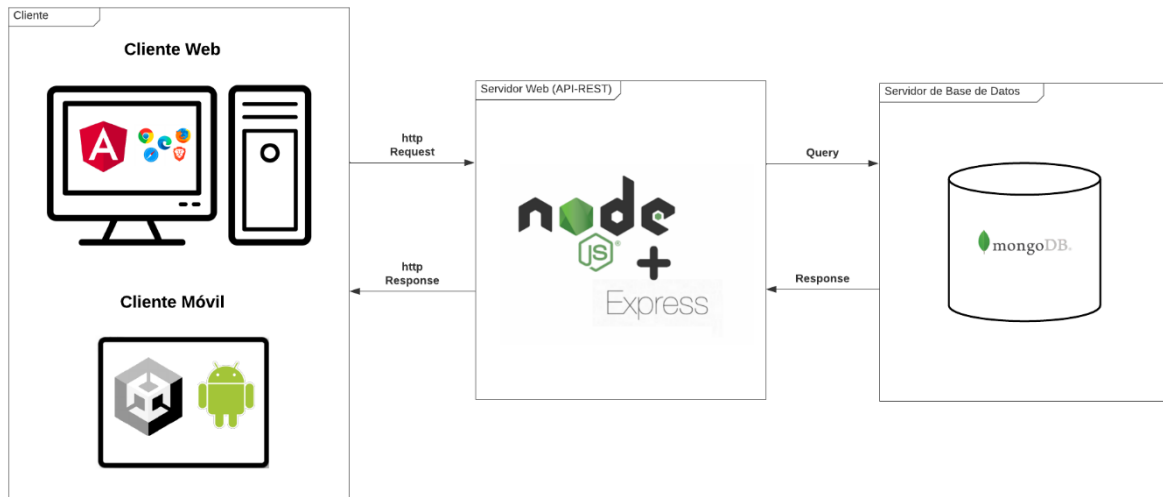 Cliente
Cliente Web
A
Cliente Móvil
http
Request
http
Response
Servidor Web (API-REST)
node
JS®
+
Express
Query
Response
Servidor de Base de Datos
mongoDB.